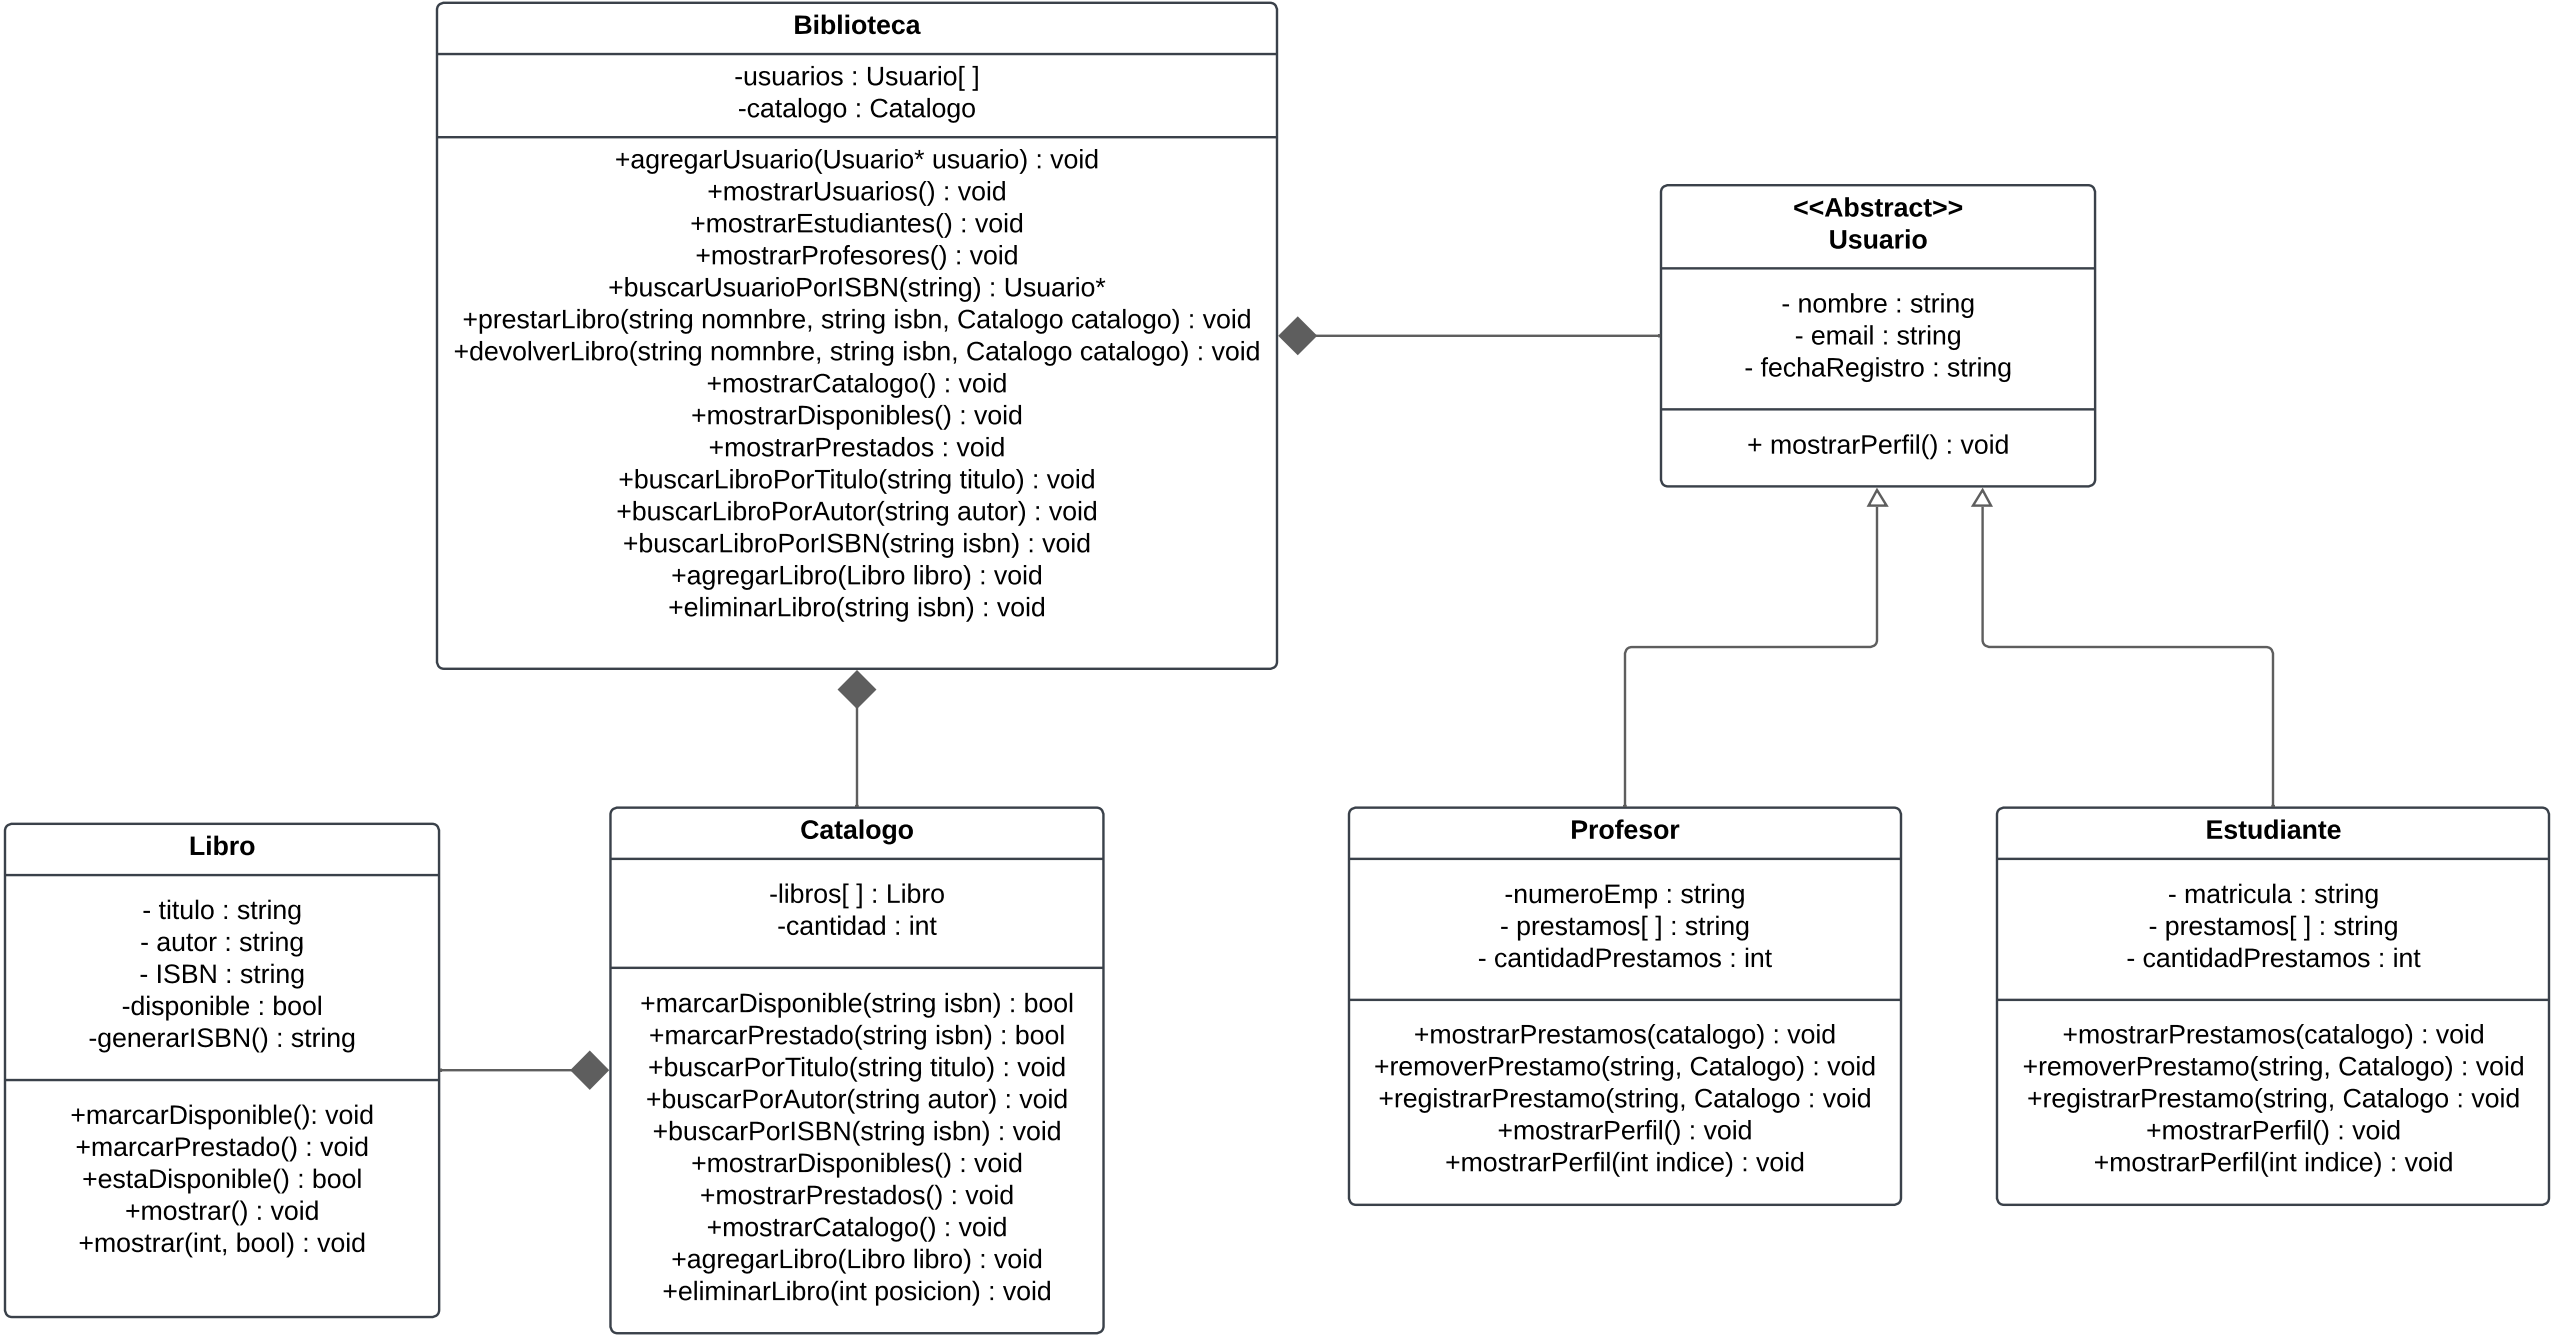 Biblioteca
-usuarios : Usuario[ ]
-catalogo : Catalogo
+agregarUsuario(Usuario* usuario) : void
+mostrarUsuarios() : void
+mostrarEstudiantes() : void
+mostrarProfesores() : void
+buscarUsuarioPorISBN(string) : Usuario*
+prestarLibro(string nomnbre, string isbn, Catalogo catalogo) : void
+devolverLibro(string nomnbre, string isbn, Catalogo catalogo) : void
+mostrarCatalogo() : void
+mostrarDisponibles() : void
+mostrarPrestados : void
+buscarLibroPorTitulo(string titulo) : void
+buscarLibroPorAutor(string autor) : void
+buscarLibroPorISBN(string isbn) : void
+agregarLibro(Libro libro) : void
+eliminarLibro(string isbn) : void
<<Abstract>>
Usuario
- nombre : string
- email : string
- fechaRegistro : string
+ mostrarPerfil() : void
Libro
- titulo : string
- autor : string
- ISBN : string
-disponible : bool
-generarISBN() : string
+marcarDisponible(): void
+marcarPrestado() : void
+estaDisponible() : bool
+mostrar() : void
+mostrar(int, bool) : void
Catalogo
-libros[ ] : Libro
-cantidad : int
+marcarDisponible(string isbn) : bool
+marcarPrestado(string isbn) : bool
+buscarPorTitulo(string titulo) : void
+buscarPorAutor(string autor) : void
+buscarPorISBN(string isbn) : void
+mostrarDisponibles() : void
+mostrarPrestados() : void
+mostrarCatalogo() : void
+agregarLibro(Libro libro) : void
+eliminarLibro(int posicion) : void
Profesor
-numeroEmp : string
- prestamos[ ] : string
- cantidadPrestamos : int
+mostrarPrestamos(catalogo) : void
+removerPrestamo(string, Catalogo) : void
+registrarPrestamo(string, Catalogo : void
+mostrarPerfil() : void
+mostrarPerfil(int indice) : void
Estudiante
- matricula : string
- prestamos[ ] : string
- cantidadPrestamos : int
+mostrarPrestamos(catalogo) : void
+removerPrestamo(string, Catalogo) : void
+registrarPrestamo(string, Catalogo : void
+mostrarPerfil() : void
+mostrarPerfil(int indice) : void